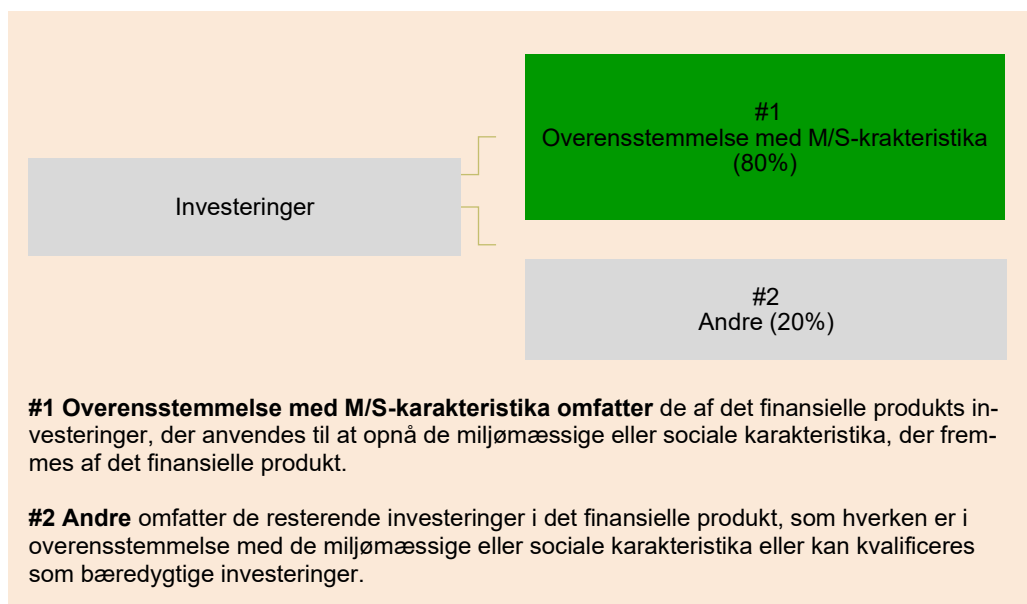 #1
Overensstemmelse med M/S-krakteristika
(80%)
Investeringer
#2
Andre (20%)
#1 Overensstemmelse med M/S-karakteristika omfatter de af det finansielle produkts in-
vesteringer, der anvendes til at opnå de miljømæssige eller sociale karakteristika, der frem-
mes af det finansielle produkt.
#2 Andre omfatter de resterende investeringer i det finansielle produkt, som hverken er i
overensstemmelse med de miljømæssige eller sociale karakteristika eller kan kvalificeres
som bæredygtige investeringer.